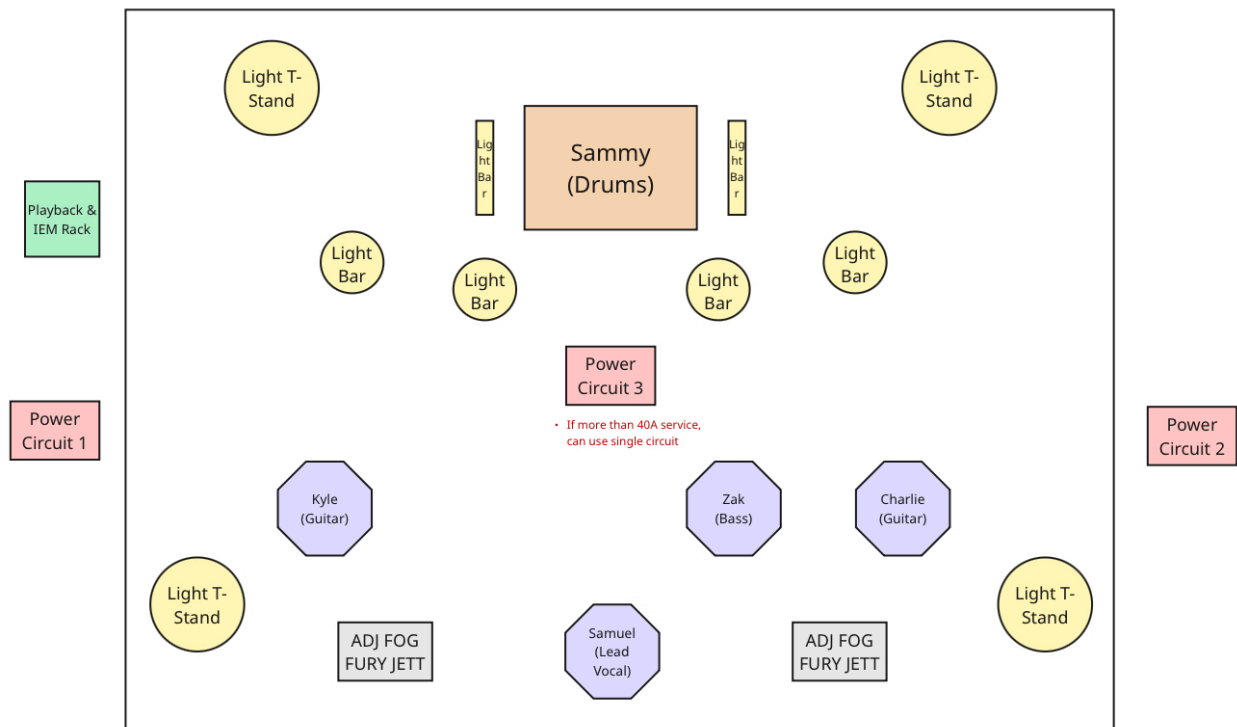 Light T-
Stand
Light T-
Stand
Sammy
(Drums)
Lig
ht
Ba
r
Lig
ht
Ba
r
Playback &
IEM Rack
Light
Bar
Light
Bar
Light
Bar
Light
Bar
Power
Circuit 3
• If more than 40A service,
can use single circuit
Power
Circuit 1
Power
Circuit 2
Kyle
(Guitar)
Zak
(Bass)
Charlie
(Guitar)
Light T-
Stand
Light T-
Stand
ADJ FOG
FURY JETT
Samuel
(Lead
Vocal)
ADJ FOG
FURY JETT